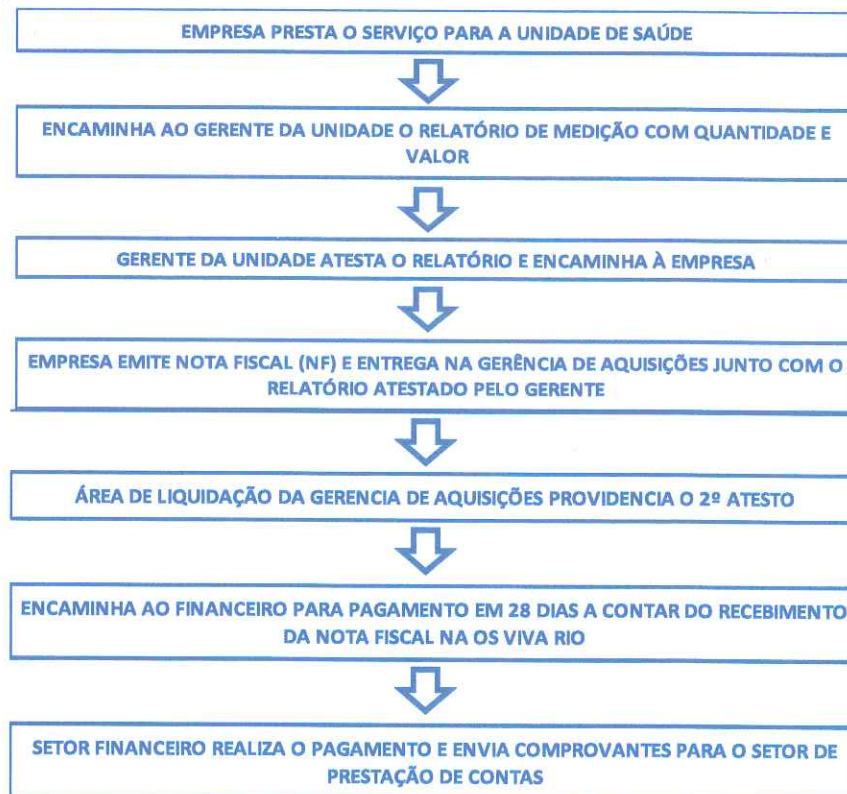 EMPRESA PRESTA O SERVIÇO PARA A UNIDADE DE SAÚDE
ENCAMINHA AO GERENTE DA UNIDADE O RELATÓRIO DE MEDIÇÃO COM QUANTIDADE E
VALOR
GERENTE DA UNIDADE ATESTA O RELATÓRIO E ENCAMINHA À EMPRESA
EMPRESA EMITE NOTA FISCAL (NF) E ENTREGA NA GERÊNCIA DE AQUISIÇÕES JUNTO COM O
RELATÓRIO ATESTADO PELO GERENTE
ÁREA DE LIQUIDAÇÃO DA GERENCIA DE AQUISIÇÕES PROVIDENCIA O 2º ATESTO
ENCAMINHA AO FINANCEIRO PARA PAGAMENTO EM 28 DIAS A CONTAR DO RECEBIMENTO
DA NOTA FISCAL NA OS VIVA RIO
SETOR FINANCEIRO REALIZA O PAGAMENTO E ENVIA COMPROVANTES PARA O SETOR DE
PRESTAÇÃO DE CONTAS